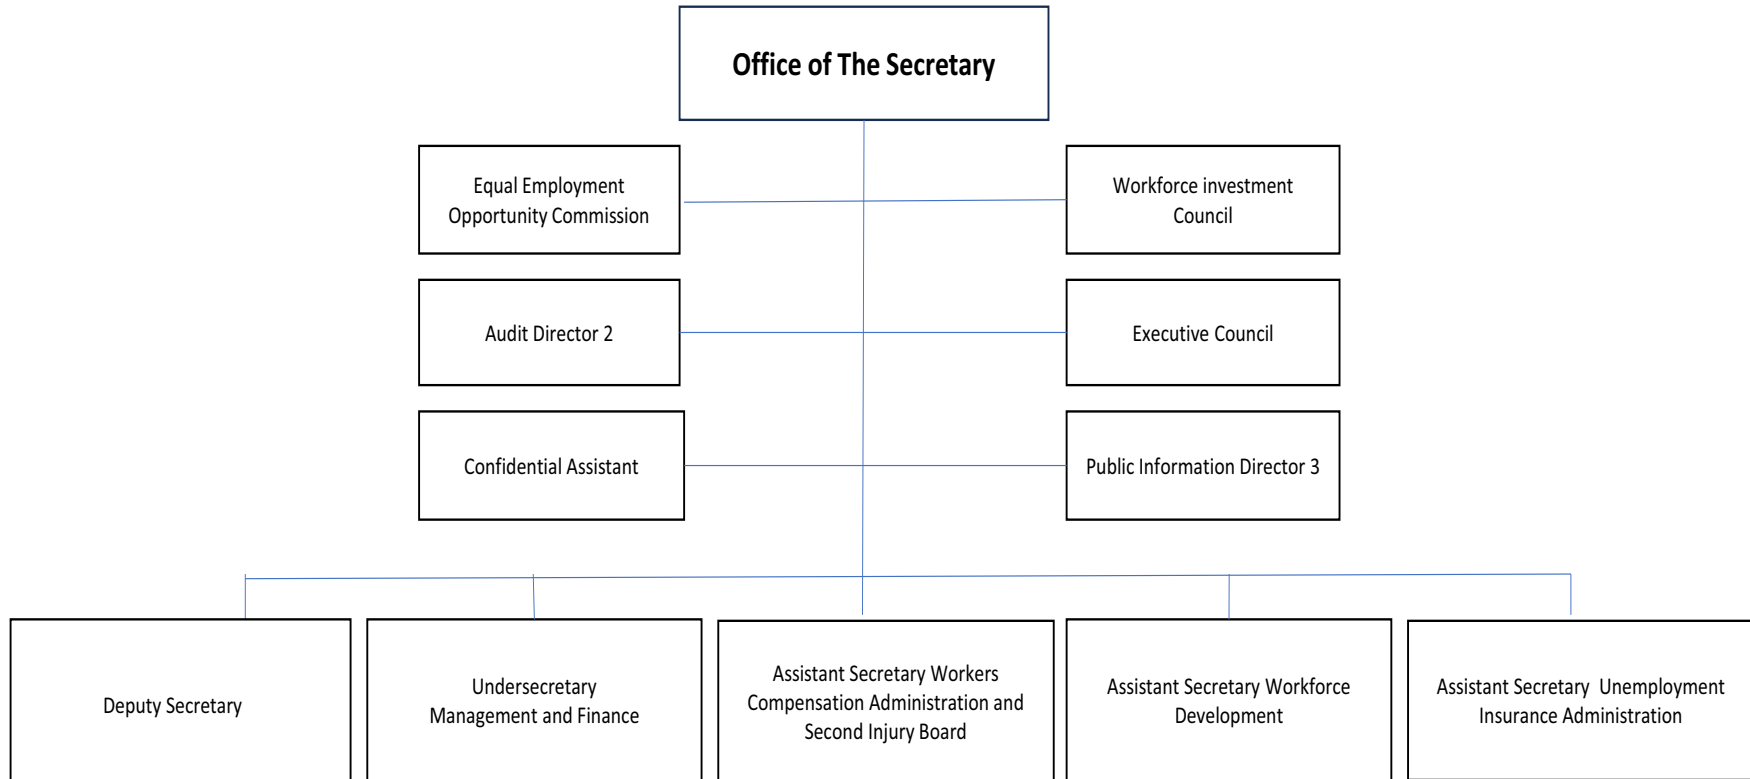 Office of The Secretary
Equal Employment
Opportunity Commission
Workforce investment
Council
Audit Director 2
Executive Council
Confidential Assistant
Public Information Director 3
Deputy Secretary
Undersecretary
Management and Finance
Assistant Secretary Workers
Compensation Administration and
Second Injury Board
Assistant Secretary Workforce
Development
Assistant Secretary  Unemployment
Insurance Administration